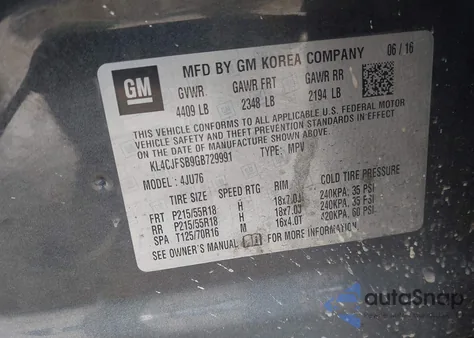 GM
MFD BY GM KOREA COMPANY 06 / 16
GVWR GAWR FRT GAWR RR
4409 LB 2348 LB 2194 LB
THIS VEHICLE CONFORMS TO ALL APPLICABLE U.S. FEDERAL MOTOR
VEHICLE SAFETY AND THEFT PREVENTION STANDARDS IN EFFECT ON
THE DATE OF MANUFACTURE SHOWN ABOVE.
KL4CJFSB9GB729991 TYPE: MPV
MODEL: 4JU76
TIRE SIZE SPEED RTG RIM COLD TIRE PRESSURE
FRT P215/55R18 H 18x7.0J 240KPA, 35 PSI
RR P215/55R18 H 18x7.0J 240KPA, 35 PSI
SPA T125/70R16 M 16x4.0T 420KPA, 60 PSI
SEE OWNER'S MANUAL
autoSnap